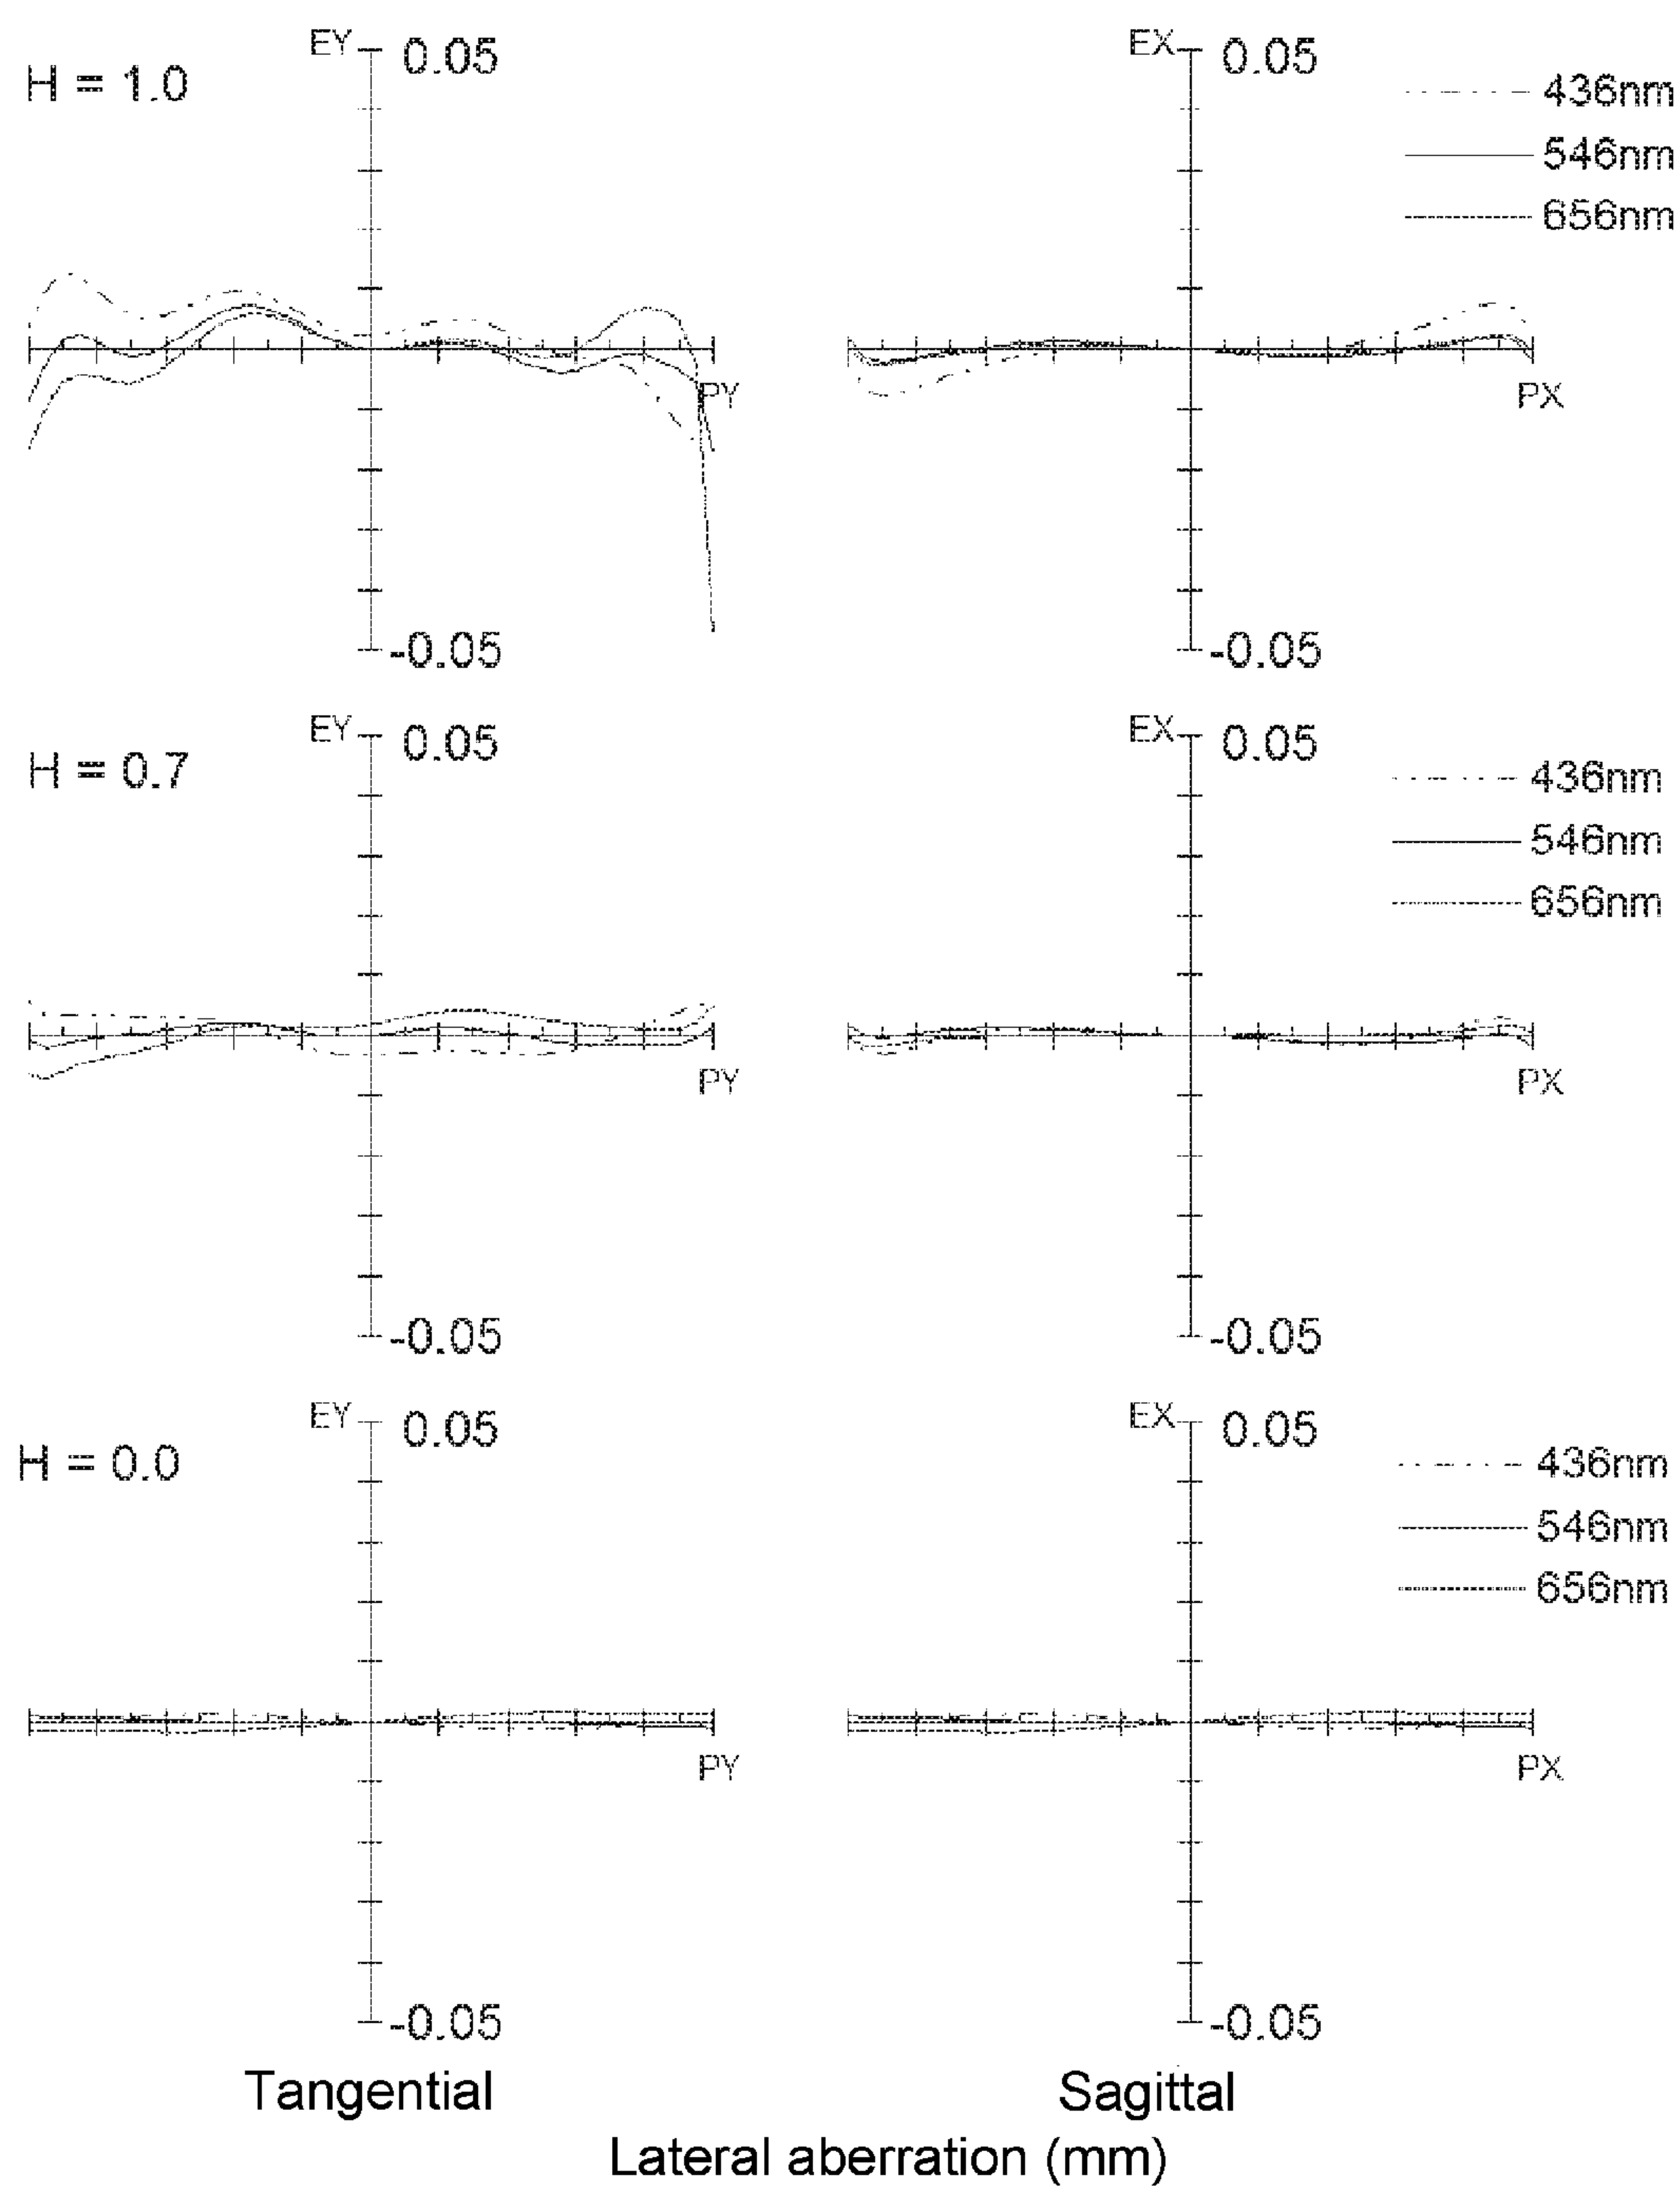 H = 1.0
EY 0.05
EX 0.05
436nm
546nm
656nm
PY
PX
-0.05
-0.05
H = 0.7
EY 0.05
EX 0.05
436nm
546nm
656nm
PY
PX
-0.05
-0.05
H = 0.0
EY 0.05
EX 0.05
436nm
546nm
656nm
PY
PX
-0.05
-0.05
Tangential
Sagittal
Lateral aberration (mm)